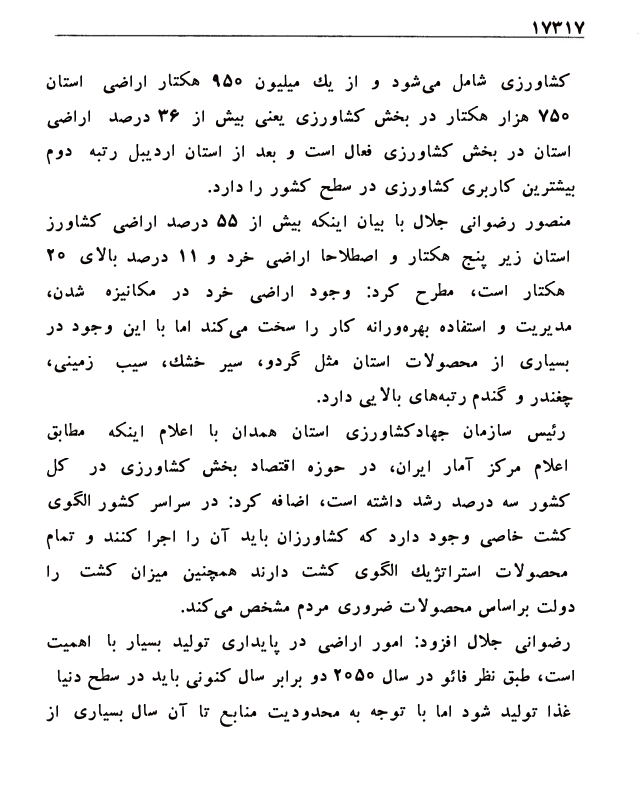 ۱۷۳۱۷
کشاورزی شامل می‌شود و از یك میلیون ۹۵۰ هکتار اراضی استان
۷۵۰ هزار هکتار در بخش کشاورزی یعنی بیش از ۳۶ درصد اراضی
استان در بخش کشاورزی فعال است و بعد از استان اردبیل رتبه دوم
بیشترین کاربری کشاورزی در سطح کشور را دارد.
منصور رضوانی جلال با بیان اینکه بیش از ۵۵ درصد اراضی کشاورز
استان زیر پنج هکتار و اصطلاحا اراضی خرد و ۱۱ درصد بالای ۲۰
هکتار است، مطرح کرد: وجود اراضی خرد در مکانیزه شدن،
مدیریت و استفاده بهره‌ورانه کار را سخت می‌کند اما با این وجود در
بسیاری از محصولات استان مثل گردو، سیر خشك، سیب زمینی،
چغندر و گندم رتبه‌های بالایی دارد.
رئیس سازمان جهادکشاورزی استان همدان با اعلام اینکه مطابق
اعلام مرکز آمار ایران، در حوزه اقتصاد بخش کشاورزی در کل
کشور سه درصد رشد داشته است، اضافه کرد: در سراسر کشور الگوی
کشت خاصی وجود دارد که کشاورزان باید آن را اجرا کنند و تمام
محصولات استراتژیك الگوی کشت دارند همچنین میزان کشت را
دولت براساس محصولات ضروری مردم مشخص می‌کند.
رضوانی جلال افزود: امور اراضی در پایداری تولید بسیار با اهمیت
است، طبق نظر فائو در سال ۲۰۵۰ دو برابر سال کنونی باید در سطح دنیا
غذا تولید شود اما با توجه به محدودیت منابع تا آن سال بسیاری از